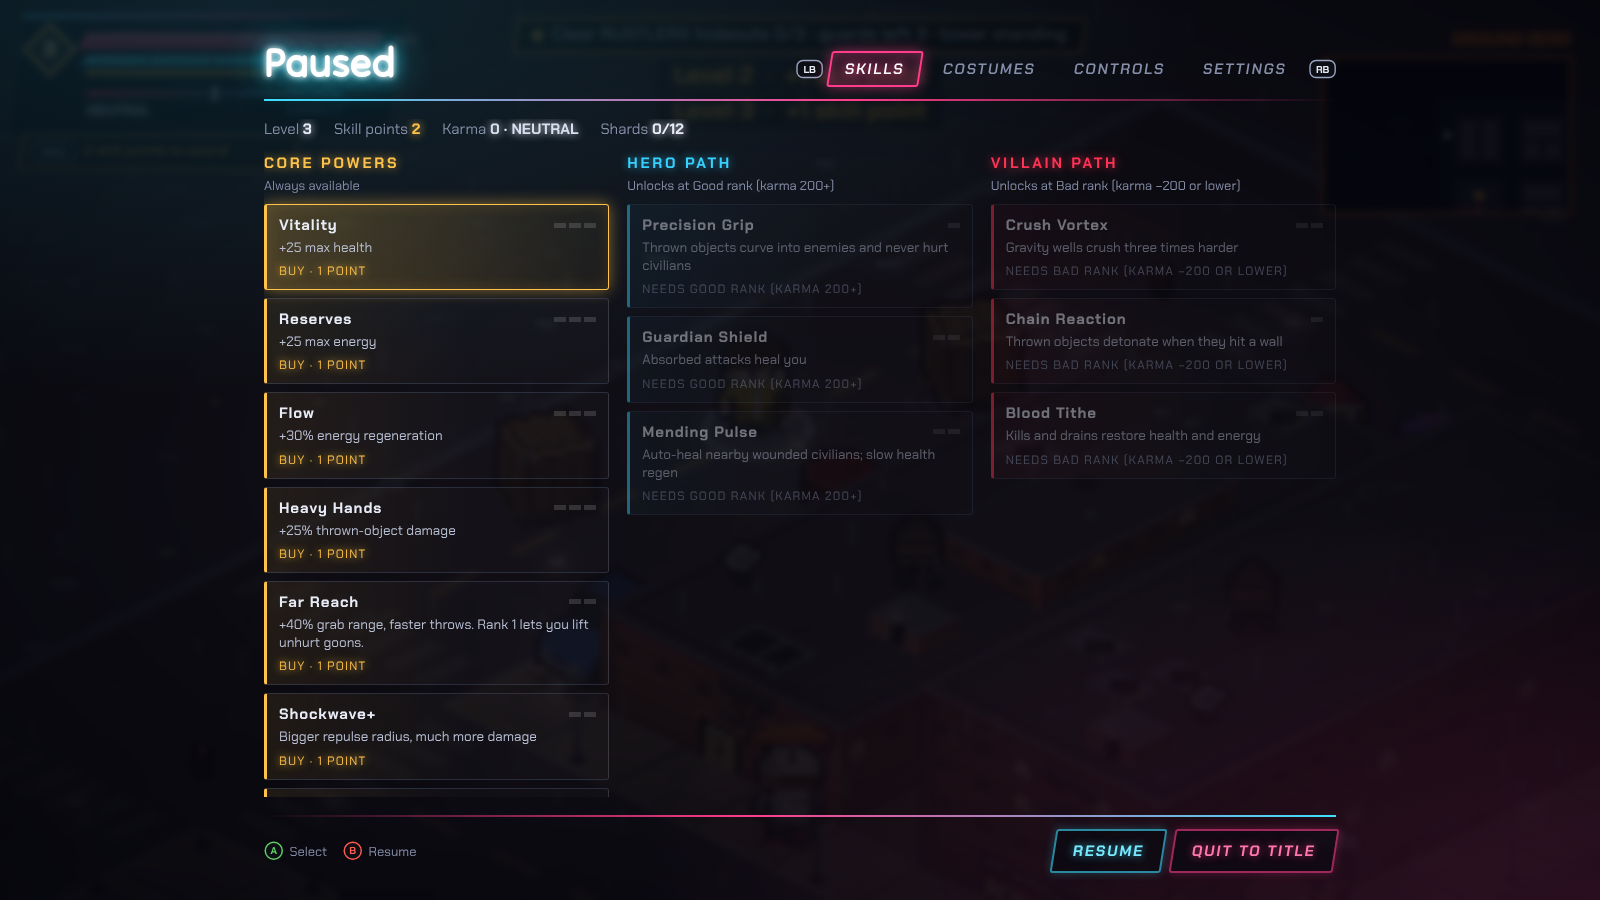 Paused
LB
SKILLS
COSTUMES
CONTROLS
SETTINGS
RB
Level 3
Skill points 2
Karma 0 · NEUTRAL
Shards 0/12
CORE POWERS
Always available
Vitality
+25 max health
BUY · 1 POINT
Reserves
+25 max energy
BUY · 1 POINT
Flow
+30% energy regeneration
BUY · 1 POINT
Heavy Hands
+25% thrown-object damage
BUY · 1 POINT
Far Reach
+40% grab range, faster throws. Rank 1 lets you lift
unhurt goons.
BUY · 1 POINT
Shockwave+
Bigger repulse radius, much more damage
BUY · 1 POINT
HERO PATH
Unlocks at Good rank (karma 200+)
Precision Grip
Thrown objects curve into enemies and never hurt
civilians
NEEDS GOOD RANK (KARMA 200+)
Guardian Shield
Absorbed attacks heal you
NEEDS GOOD RANK (KARMA 200+)
Mending Pulse
Auto-heal nearby wounded civilians; slow health
regen
NEEDS GOOD RANK (KARMA 200+)
VILLAIN PATH
Unlocks at Bad rank (karma −200 or lower)
Crush Vortex
Gravity wells crush three times harder
NEEDS BAD RANK (KARMA −200 OR LOWER)
Chain Reaction
Thrown objects detonate when they hit a wall
NEEDS BAD RANK (KARMA −200 OR LOWER)
Blood Tithe
Kills and drains restore health and energy
NEEDS BAD RANK (KARMA −200 OR LOWER)
A Select
B Resume
RESUME
QUIT TO TITLE